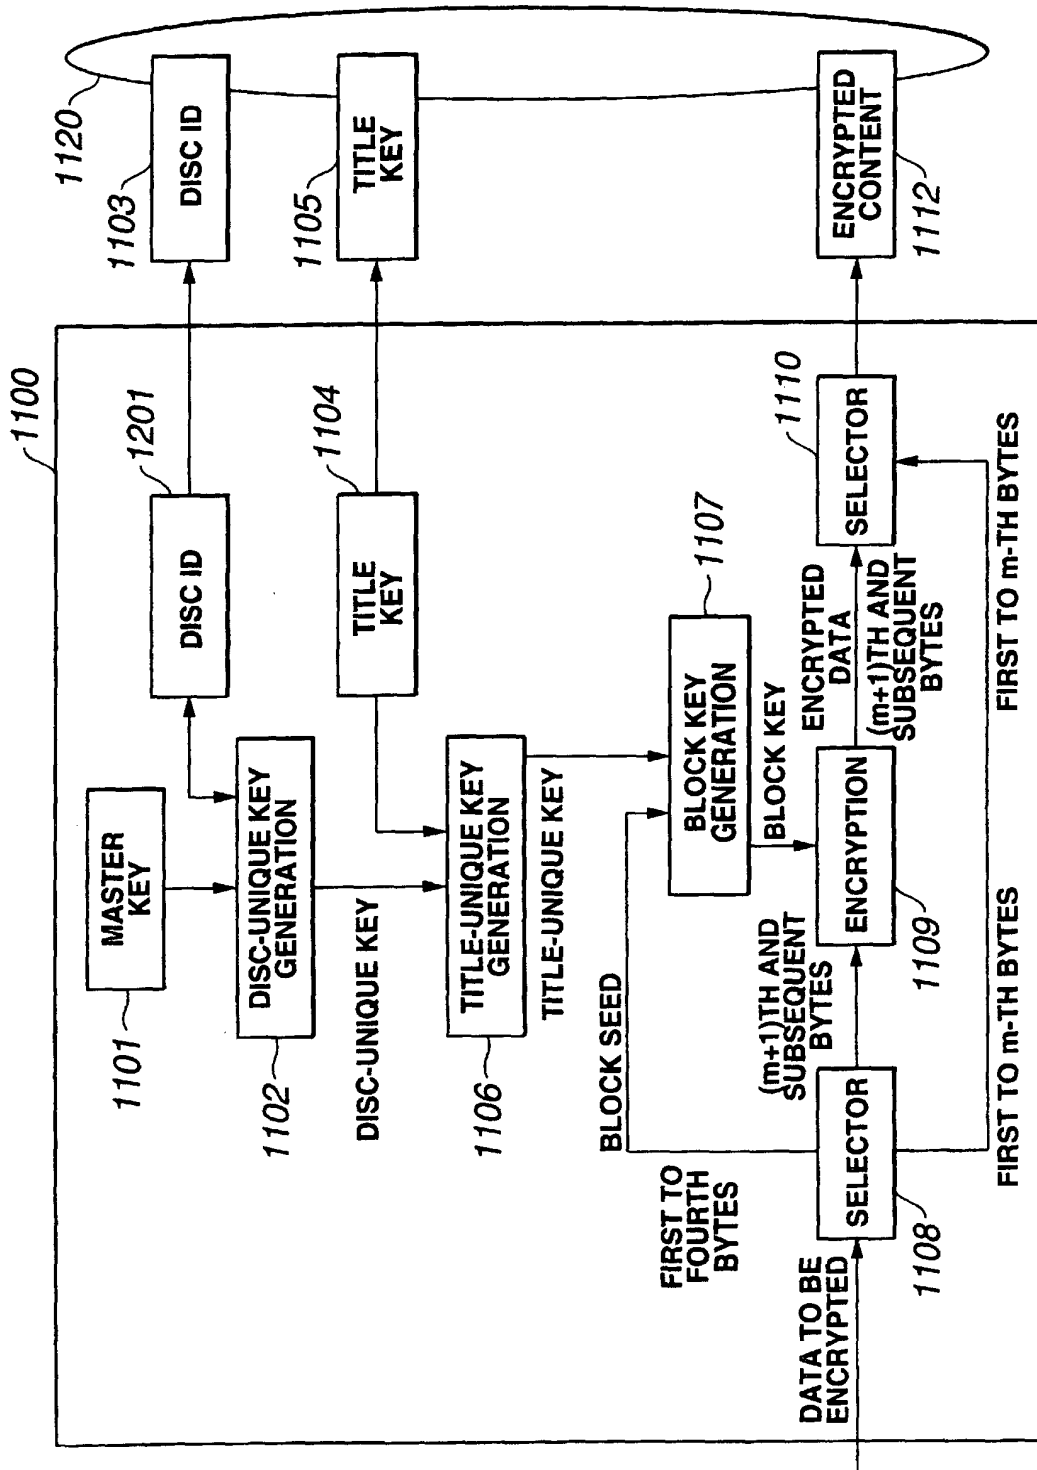 1100
1101
MASTER
KEY
1201
DISC ID
1103
DISC ID
1120
1102
DISC-UNIQUE KEY
GENERATION
DISC-UNIQUE KEY
1104
TITLE
KEY
1105
TITLE
KEY
1106
TITLE-UNIQUE KEY
GENERATION
TITLE-UNIQUE KEY
BLOCK SEED
1107
BLOCK KEY
GENERATION
BLOCK KEY
FIRST TO
FOURTH
BYTES
DATA TO BE
ENCRYPTED
SELECTOR
1108
(m+1)TH AND
SUBSEQUENT
BYTES
ENCRYPTION
1109
ENCRYPTED
DATA
(m+1)TH AND
SUBSEQUENT
BYTES
1110
SELECTOR
ENCRYPTED
CONTENT
1112
FIRST TO m-TH BYTES
FIRST TO m-TH BYTES